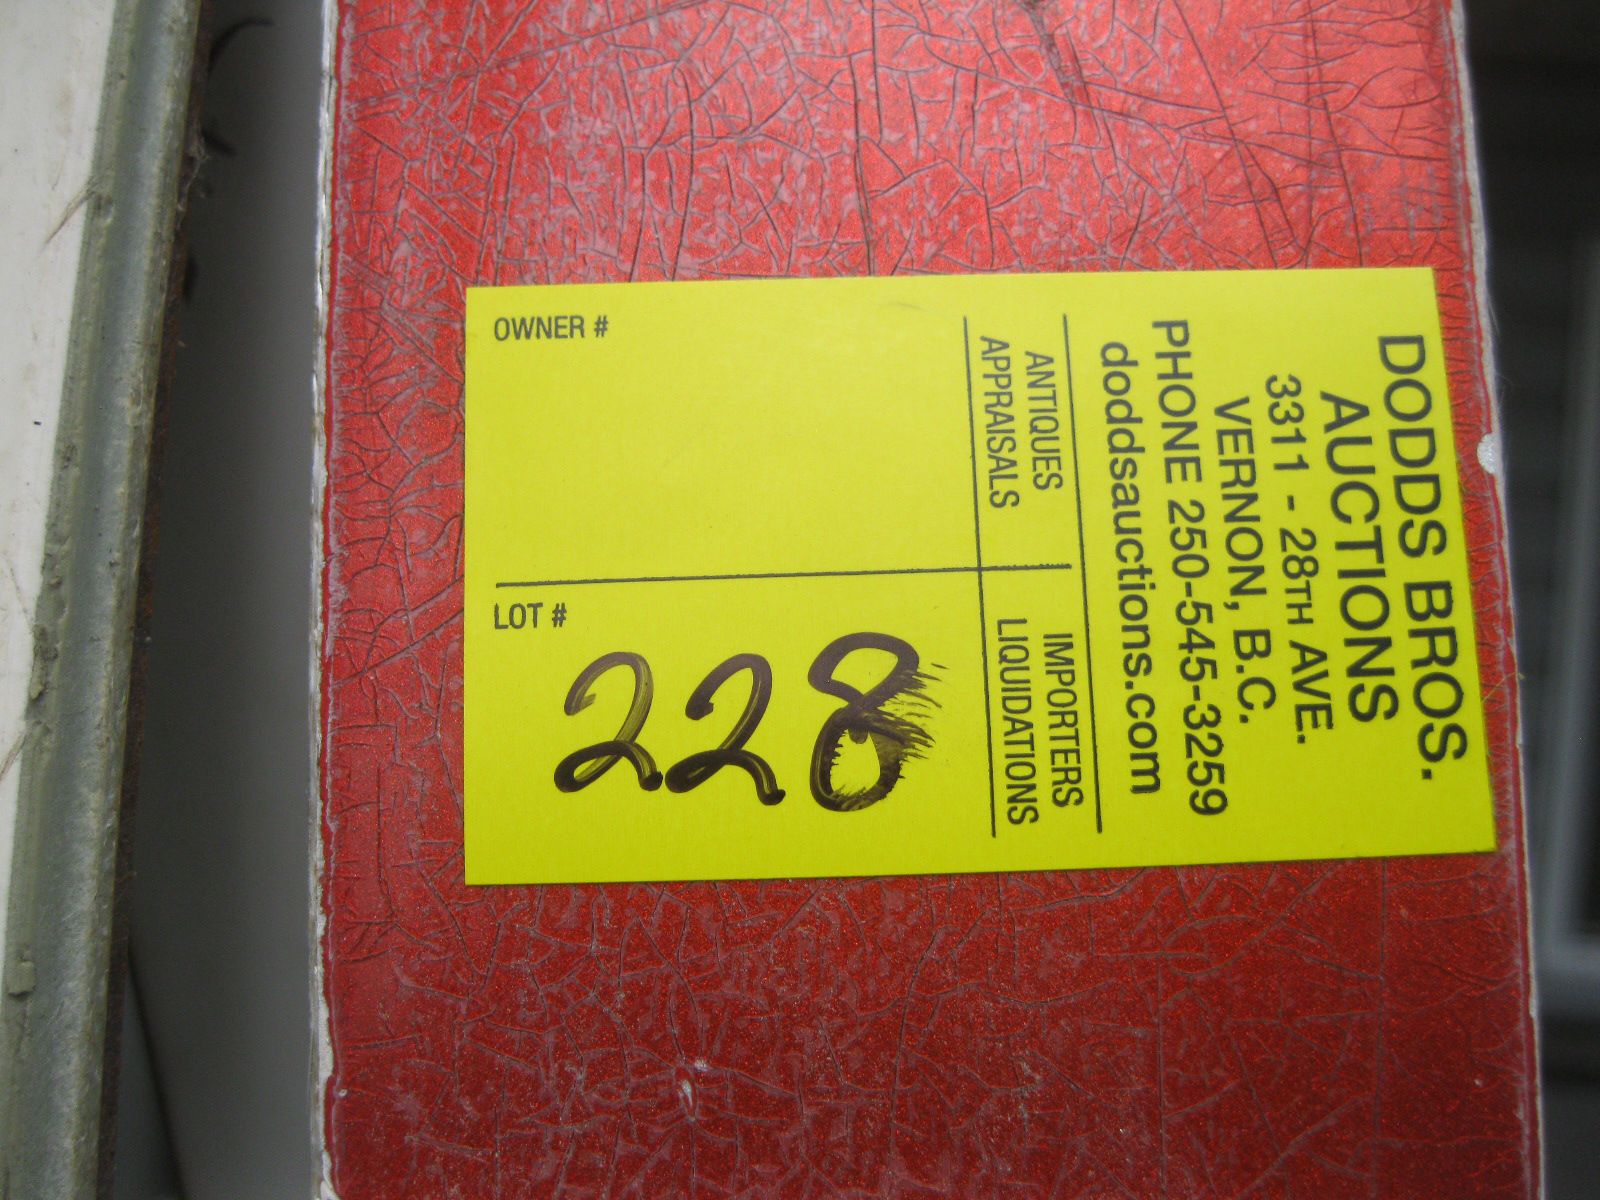 DODDS BROS.
AUCTIONS
3311 - 28TH AVE.
VERNON, B.C.
PHONE 250-545-3259
doddsauctions.com
ANTIQUES
APPRAISALS
IMPORTERS
LIQUIDATIONS
OWNER #
LOT #
228